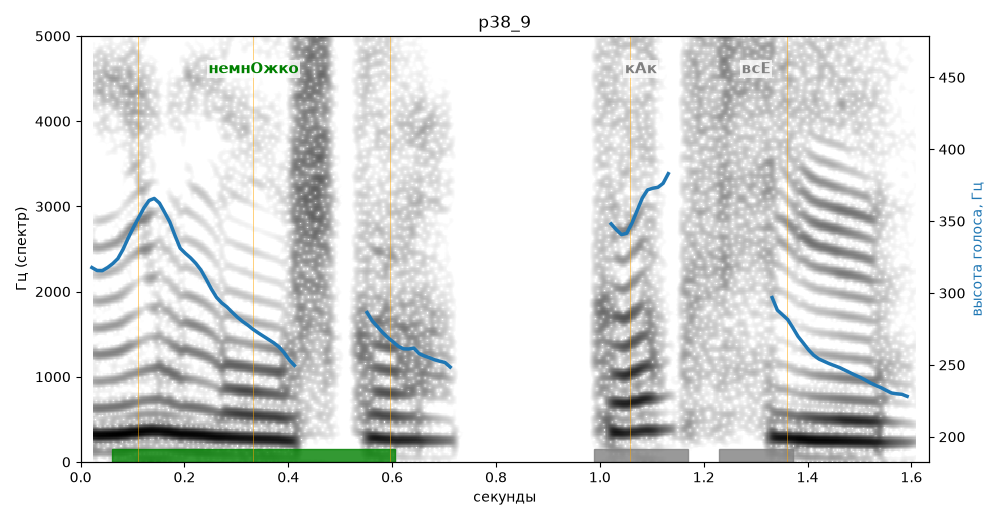 p38_9
немнОжко
кАк
всЕ
5000
4000
3000
2000
1000
0
450
400
350
300
250
200
0.0 0.2 0.4 0.6 0.8 1.0 1.2 1.4 1.6
секунды
Гц (спектр)
высота голоса, Гц